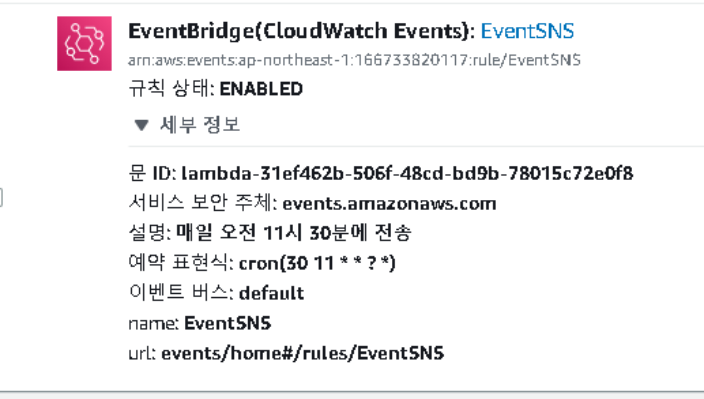 EventBridge(CloudWatch Events): EventSNS
arn:aws:events:ap-northeast-1:166733820117:rule/EventSNS
규칙 상태: ENABLED
▼ 세부 정보
문 ID: lambda-31ef462b-506f-48cd-bd9b-78015c72e0f8
서비스 보안 주체: events.amazonaws.com
설명: 매일 오전 11시 30분에 전송
예약 표현식: cron(30 11 * * ? *)
이벤트 버스: default
name: EventSNS
url: events/home#/rules/EventSNS